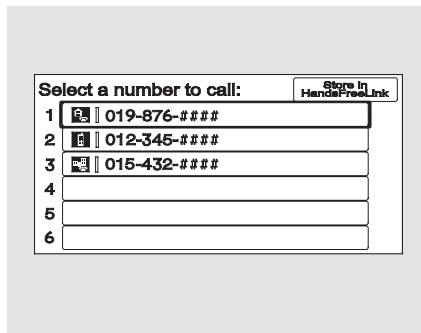 Select a number to call:
Store in
HandsFreeLink
1 019-876-####
2 012-345-####
3 015-432-####
4
5
6